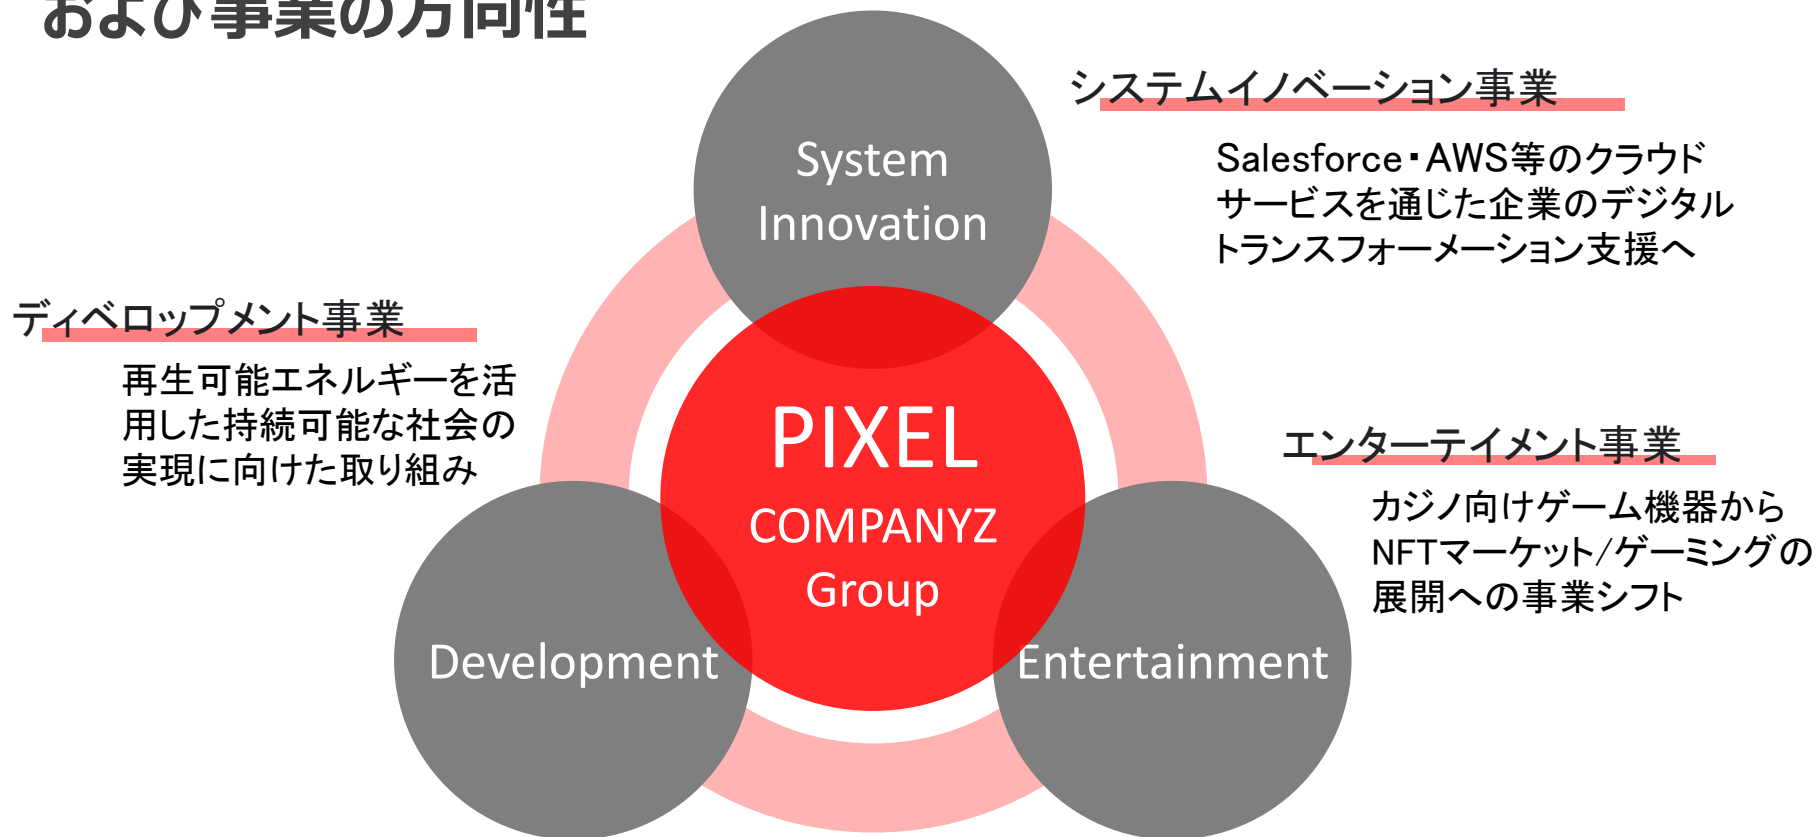 および事業の方向性
システムイノベーション事業
Salesforce・AWS等のクラウド
サービスを通じた企業のデジタル
トランスフォーメーション支援へ
System
Innovation
ディベロップメント事業
再生可能エネルギーを活
用した持続可能な社会の
実現に向けた取り組み
PIXEL
COMPANYZ
Group
エンターテイメント事業
カジノ向けゲーム機器から
NFTマーケット/ゲーミングの
展開への事業シフト
Development
Entertainment